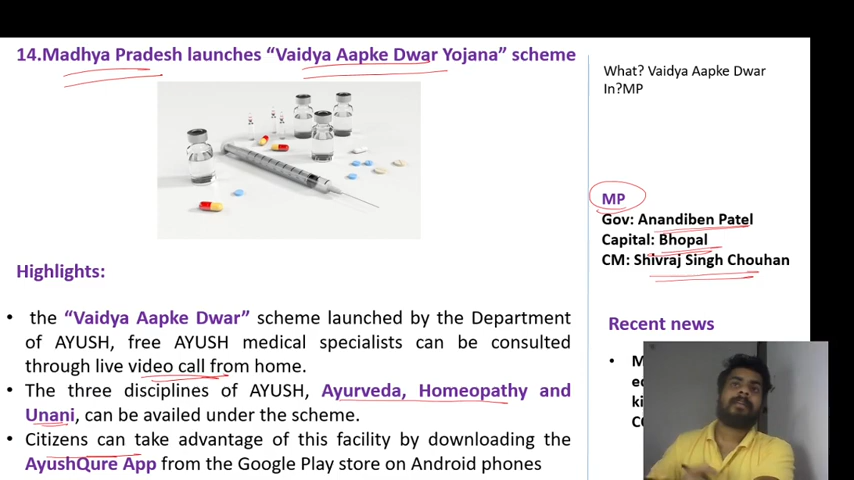 14.Madhya Pradesh launches “Vaidya Aapke Dwar Yojana” scheme
Highlights:
• the “Vaidya Aapke Dwar” scheme launched by the Department
of AYUSH, free AYUSH medical specialists can be consulted
through live video call from home.
• The three disciplines of AYUSH, Ayurveda, Homeopathy and
Unani, can be availed under the scheme.
• Citizens can take advantage of this facility by downloading the
AyushQure App from the Google Play store on Android phones
What? Vaidya Aapke Dwar
In?MP
MP
Gov: Anandiben Patel
Capital: Bhopal
CM: Shivraj Singh Chouhan
Recent news
•